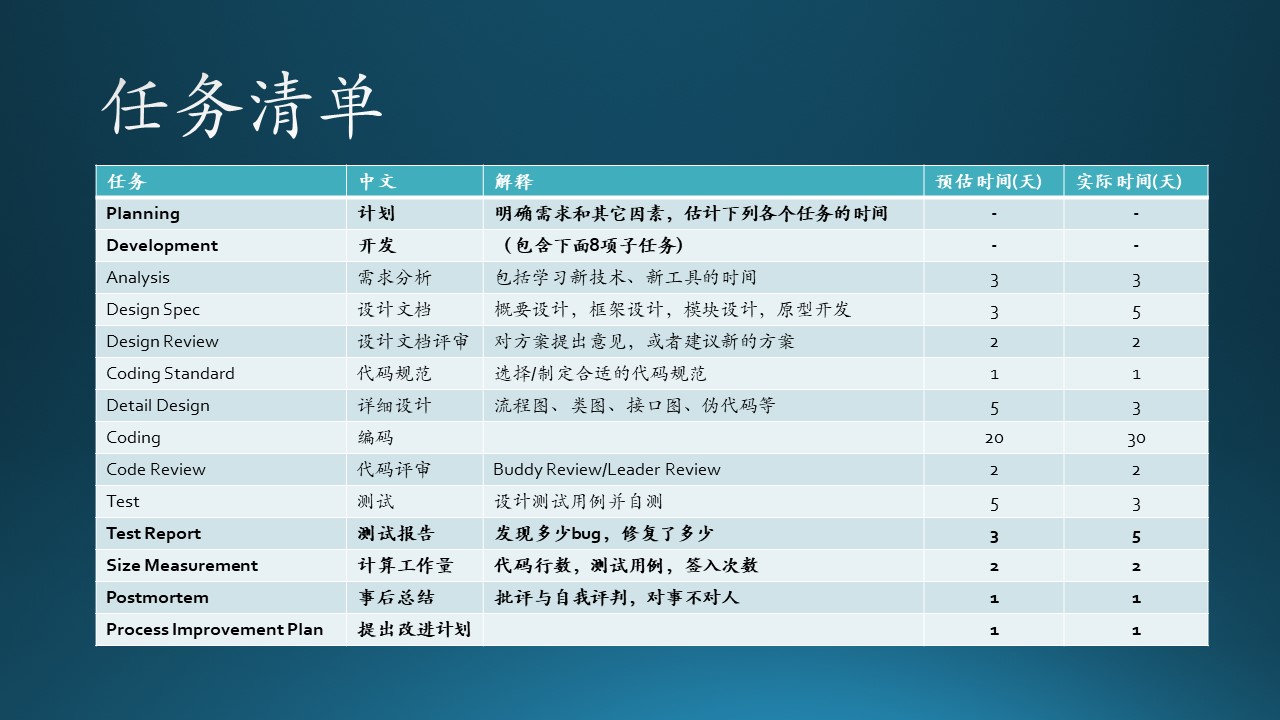 任务清单
任务 中文 解释 预估时间(天) 实际时间(天)
Planning 计划 明确需求和其它因素，估计下列各个任务的时间 - -
Development 开发 （包含下面8项子任务） - -
Analysis 需求分析 包括学习新技术、新工具的时间 3 3
Design Spec 设计文档 概要设计，框架设计，模块设计，原型开发 3 5
Design Review 设计文档评审 对方案提出意见，或者建议新的方案 2 2
Coding Standard 代码规范 选择/制定合适的代码规范 1 1
Detail Design 详细设计 流程图、类图、接口图、伪代码等 5 3
Coding 编码 20 30
Code Review 代码评审 Buddy Review/Leader Review 2 2
Test 测试 设计测试用例并自测 5 3
Test Report 测试报告 发现多少bug，修复了多少 3 5
Size Measurement 计算工作量 代码行数，测试用例，签入次数 2 2
Postmortem 事后总结 批评与自我评判，对事不对人 1 1
Process Improvement Plan 提出改进计划 1 1